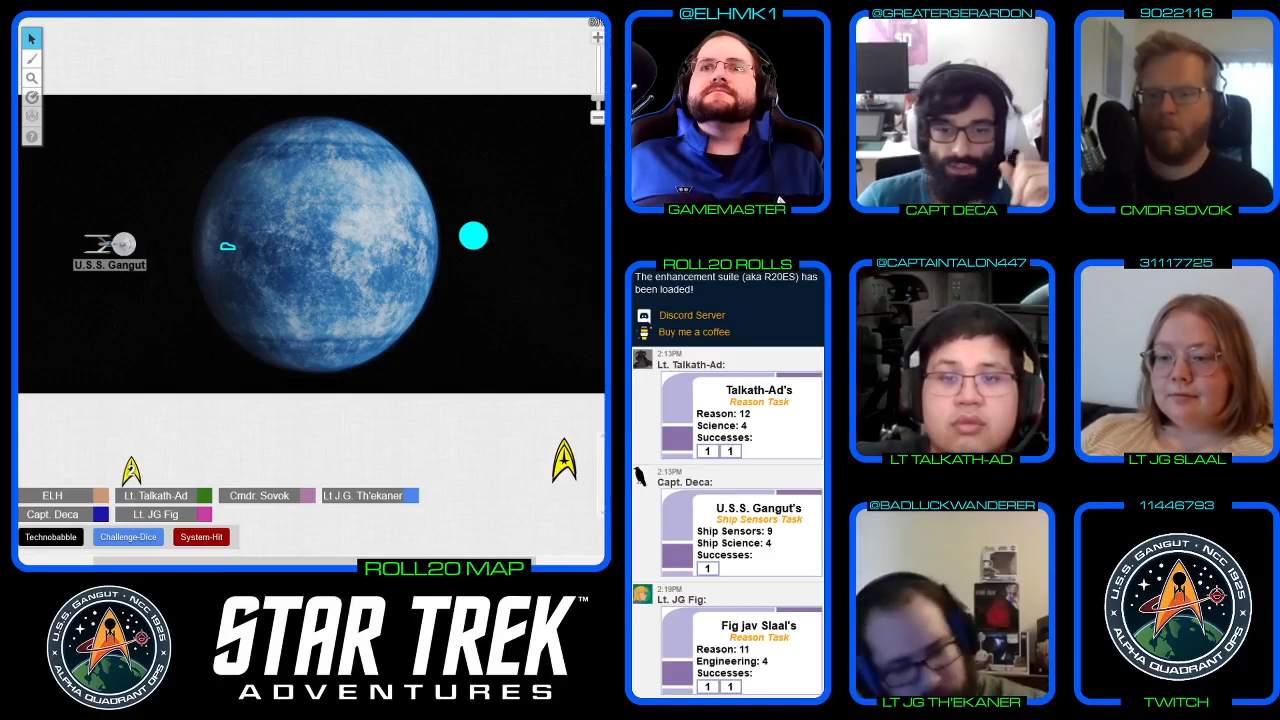 U.S.S. Gangut
ELH
Lt. Talkath-Ad
Cmdr. Sovok
Lt J.G. Th'ekaner
Capt. Deca
Lt. JG Fig
Technobabble
Challenge-Dice
System-Hit
ROLL20 MAP
U.S.S. GANGUT · NCC 1985
ALPHA QUADRANT OPS
STAR TREK™
ADVENTURES
@ELHMK1
GAMEMASTER
@GREATERGERARDON
CAPT DECA
9022116
CMDR SOVOK
ROLL20 ROLLS
The enhancement suite (aka R20ES) has
been loaded!
Discord Server
Buy me a coffee
2:13PM
Lt. Talkath-Ad:
Talkath-Ad's
Reason Task
Reason: 12
Science: 4
Successes:
1 1
2:13PM
Capt. Deca:
U.S.S. Gangut's
Ship Sensors Task
Ship Sensors: 9
Ship Science: 4
Successes:
1
2:19PM
Lt. JG Fig:
Fig jav Slaal's
Reason Task
Reason: 11
Engineering: 4
Successes:
1 1
@CAPTAINTALON447
LT TALKATH-AD
31117725
LT JG SLAAL
@BADLUCKWANDERER
LT JG TH'EKANER
11446793
U.S.S. GANGUT · NCC 1985
ALPHA QUADRANT OPS
TWITCH